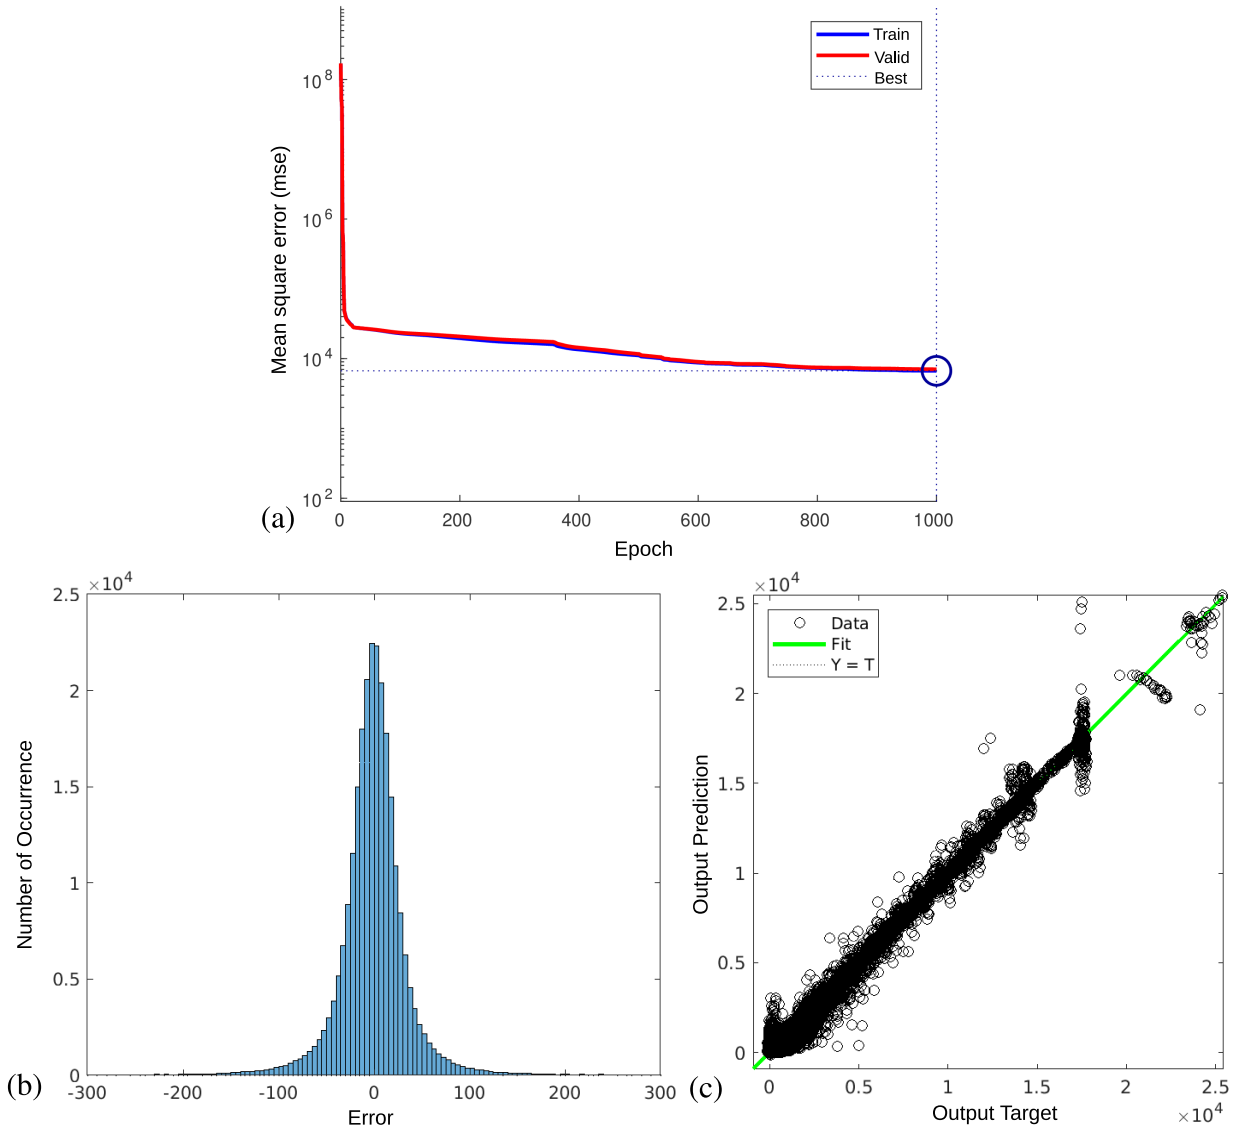 Train
Valid
Best
10^8
10^6
10^4
10^2
Mean square error (mse)
0 200 400 600 800 1000
Epoch
(a)
×10^4
2.5
2
1.5
1
0.5
0
Number of Occurrence
-300 -200 -100 0 100 200 300
Error
(b)
×10^4
Data
Fit
Y = T
2.5
2
1.5
1
0.5
0
Output Prediction
0 0.5 1 1.5 2 2.5
×10^4
Output Target
(c)